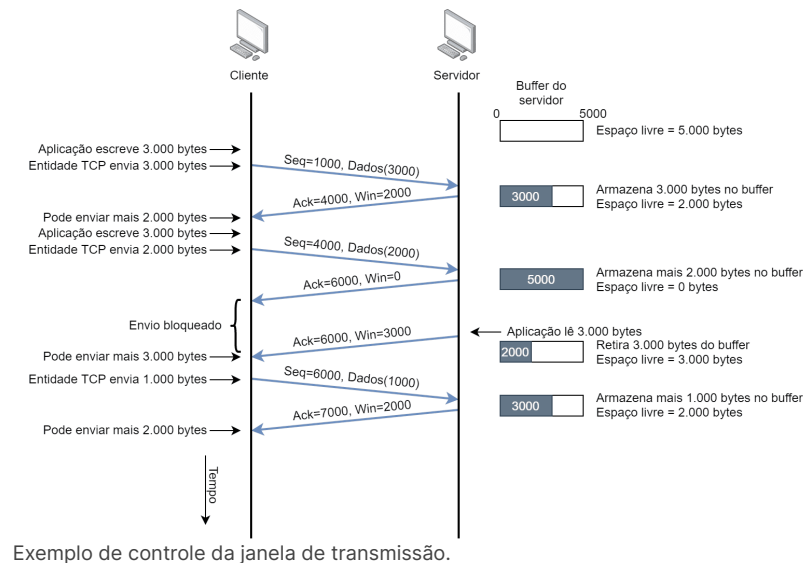 Cliente
Servidor
Buffer do
servidor
0
5000
Espaço livre = 5.000 bytes
Aplicação escreve 3.000 bytes
Entidade TCP envia 3.000 bytes
Seq=1000, Dados(3000)
3000
Armazena 3.000 bytes no buffer
Espaço livre = 2.000 bytes
Ack=4000, Win=2000
Pode enviar mais 2.000 bytes
Aplicação escreve 3.000 bytes
Entidade TCP envia 2.000 bytes
Seq=4000, Dados(2000)
5000
Armazena mais 2.000 bytes no buffer
Espaço livre = 0 bytes
Ack=6000, Win=0
Envio bloqueado
Aplicação lê 3.000 bytes
Ack=6000, Win=3000
2000
Retira 3.000 bytes do buffer
Espaço livre = 3.000 bytes
Pode enviar mais 3.000 bytes
Entidade TCP envia 1.000 bytes
Seq=6000, Dados(1000)
3000
Armazena mais 1.000 bytes no buffer
Espaço livre = 2.000 bytes
Ack=7000, Win=2000
Pode enviar mais 2.000 bytes
Tempo
Exemplo de controle da janela de transmissão.